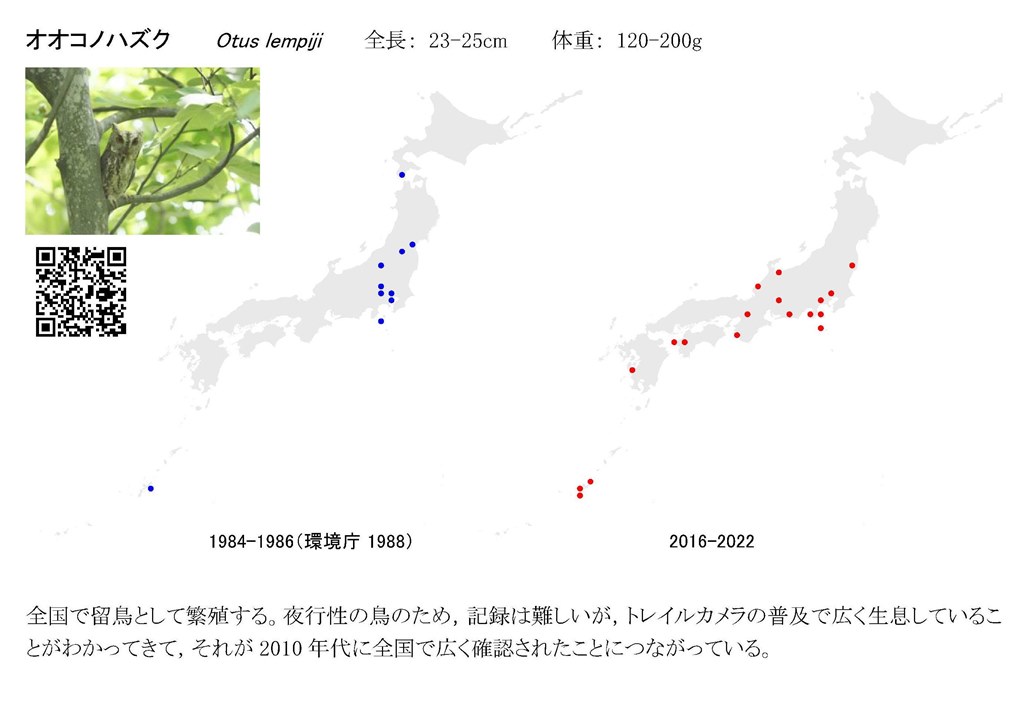 オオコノハズク Otus lempiji 全長: 23-25cm 体重: 120-200g
1984-1986(環境庁 1988)
2016-2022
全国で留鳥として繁殖する。夜行性の鳥のため，記録は難しいが，トレイルカメラの普及で広く生息しているこ
とがわかってきて，それが 2010 年代に全国で広く確認されたことにつながっている。